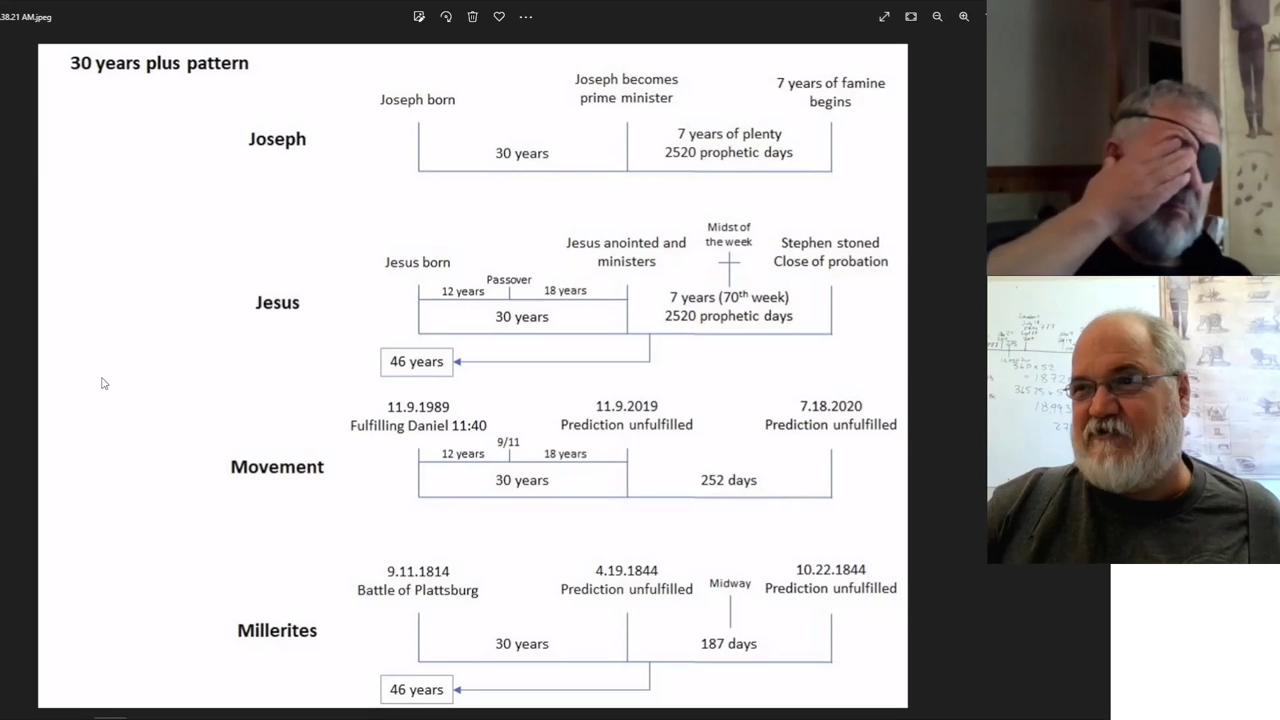 .38.21 AM.jpeg
30 years plus pattern
Joseph born
Joseph becomes
prime minister
7 years of famine
begins
Joseph
30 years
7 years of plenty
2520 prophetic days
Jesus born
Jesus anointed and
ministers
Midst of
the week
Stephen stoned
Close of probation
Passover
12 years
18 years
Jesus
30 years
7 years (70th week)
2520 prophetic days
46 years
11.9.1989
Fulfilling Daniel 11:40
11.9.2019
Prediction unfulfilled
7.18.2020
Prediction unfulfilled
9/11
12 years
18 years
Movement
30 years
252 days
9.11.1814
Battle of Plattsburg
4.19.1844
Prediction unfulfilled
Midway
10.22.1844
Prediction unfulfilled
Millerites
30 years
187 days
46 years
360 x 52